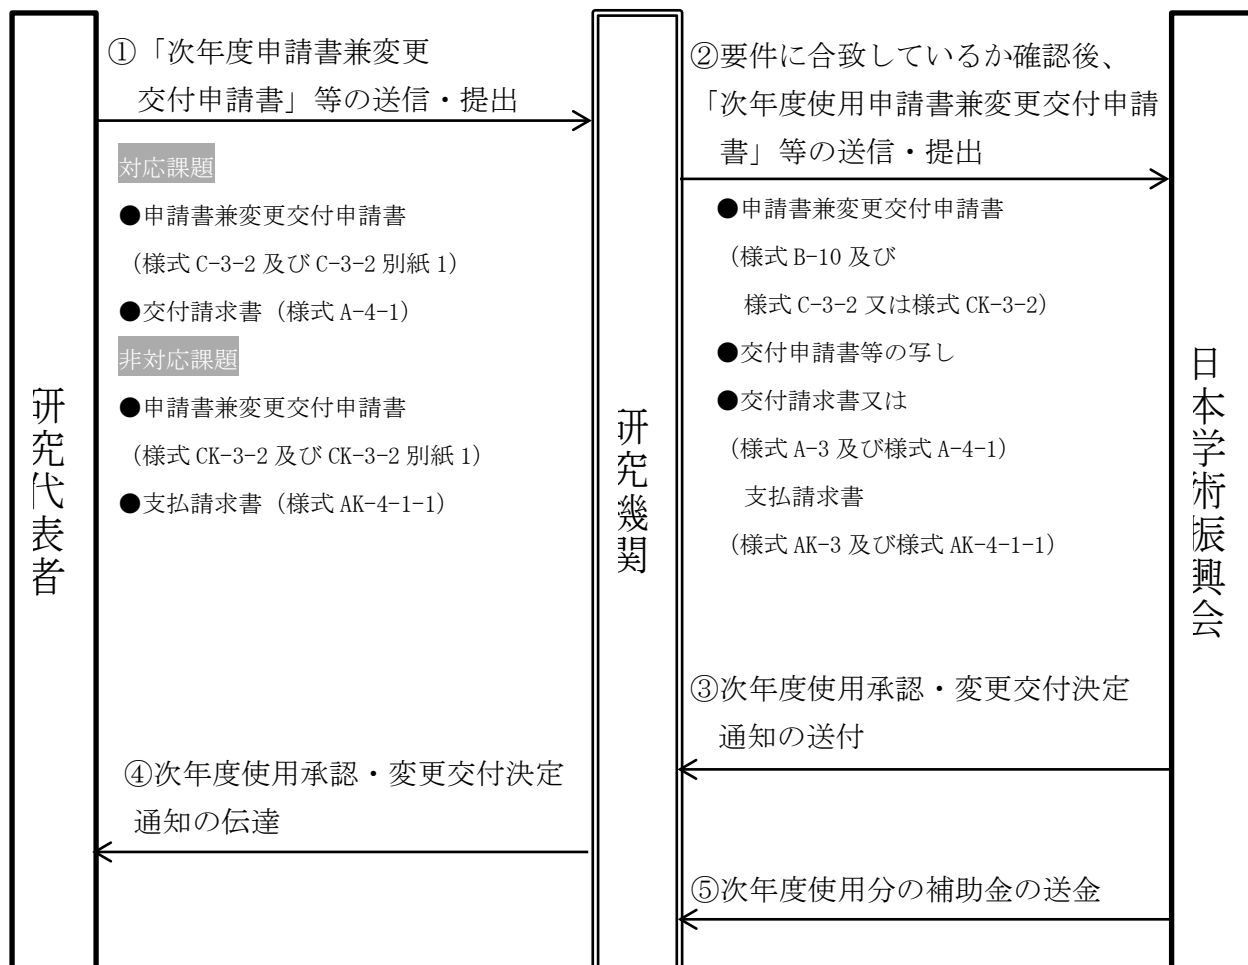 ①「次年度申請書兼変更
交付申請書」等の送信・提出
対応課題
●申請書兼変更交付申請書
（様式 C-3-2 及び C-3-2 別紙 1）
●交付請求書（様式 A-4-1）
非対応課題
●申請書兼変更交付申請書
（様式 CK-3-2 及び CK-3-2 別紙 1）
●支払請求書（様式 AK-4-1-1）
②要件に合致しているか確認後、
「次年度使用申請書兼変更交付申請
書」等の送信・提出
●申請書兼変更交付申請書
（様式 B-10 及び
様式 C-3-2 又は様式 CK-3-2）
●交付申請書等の写し
●交付請求書又は
（様式 A-3 及び様式 A-4-1）
支払請求書
（様式 AK-3 及び様式 AK-4-1-1）
研究代表者
研究機関
日本学術振興会
③次年度使用承認・変更交付決定
通知の送付
④次年度使用承認・変更交付決定
通知の伝達
⑤次年度使用分の補助金の送金